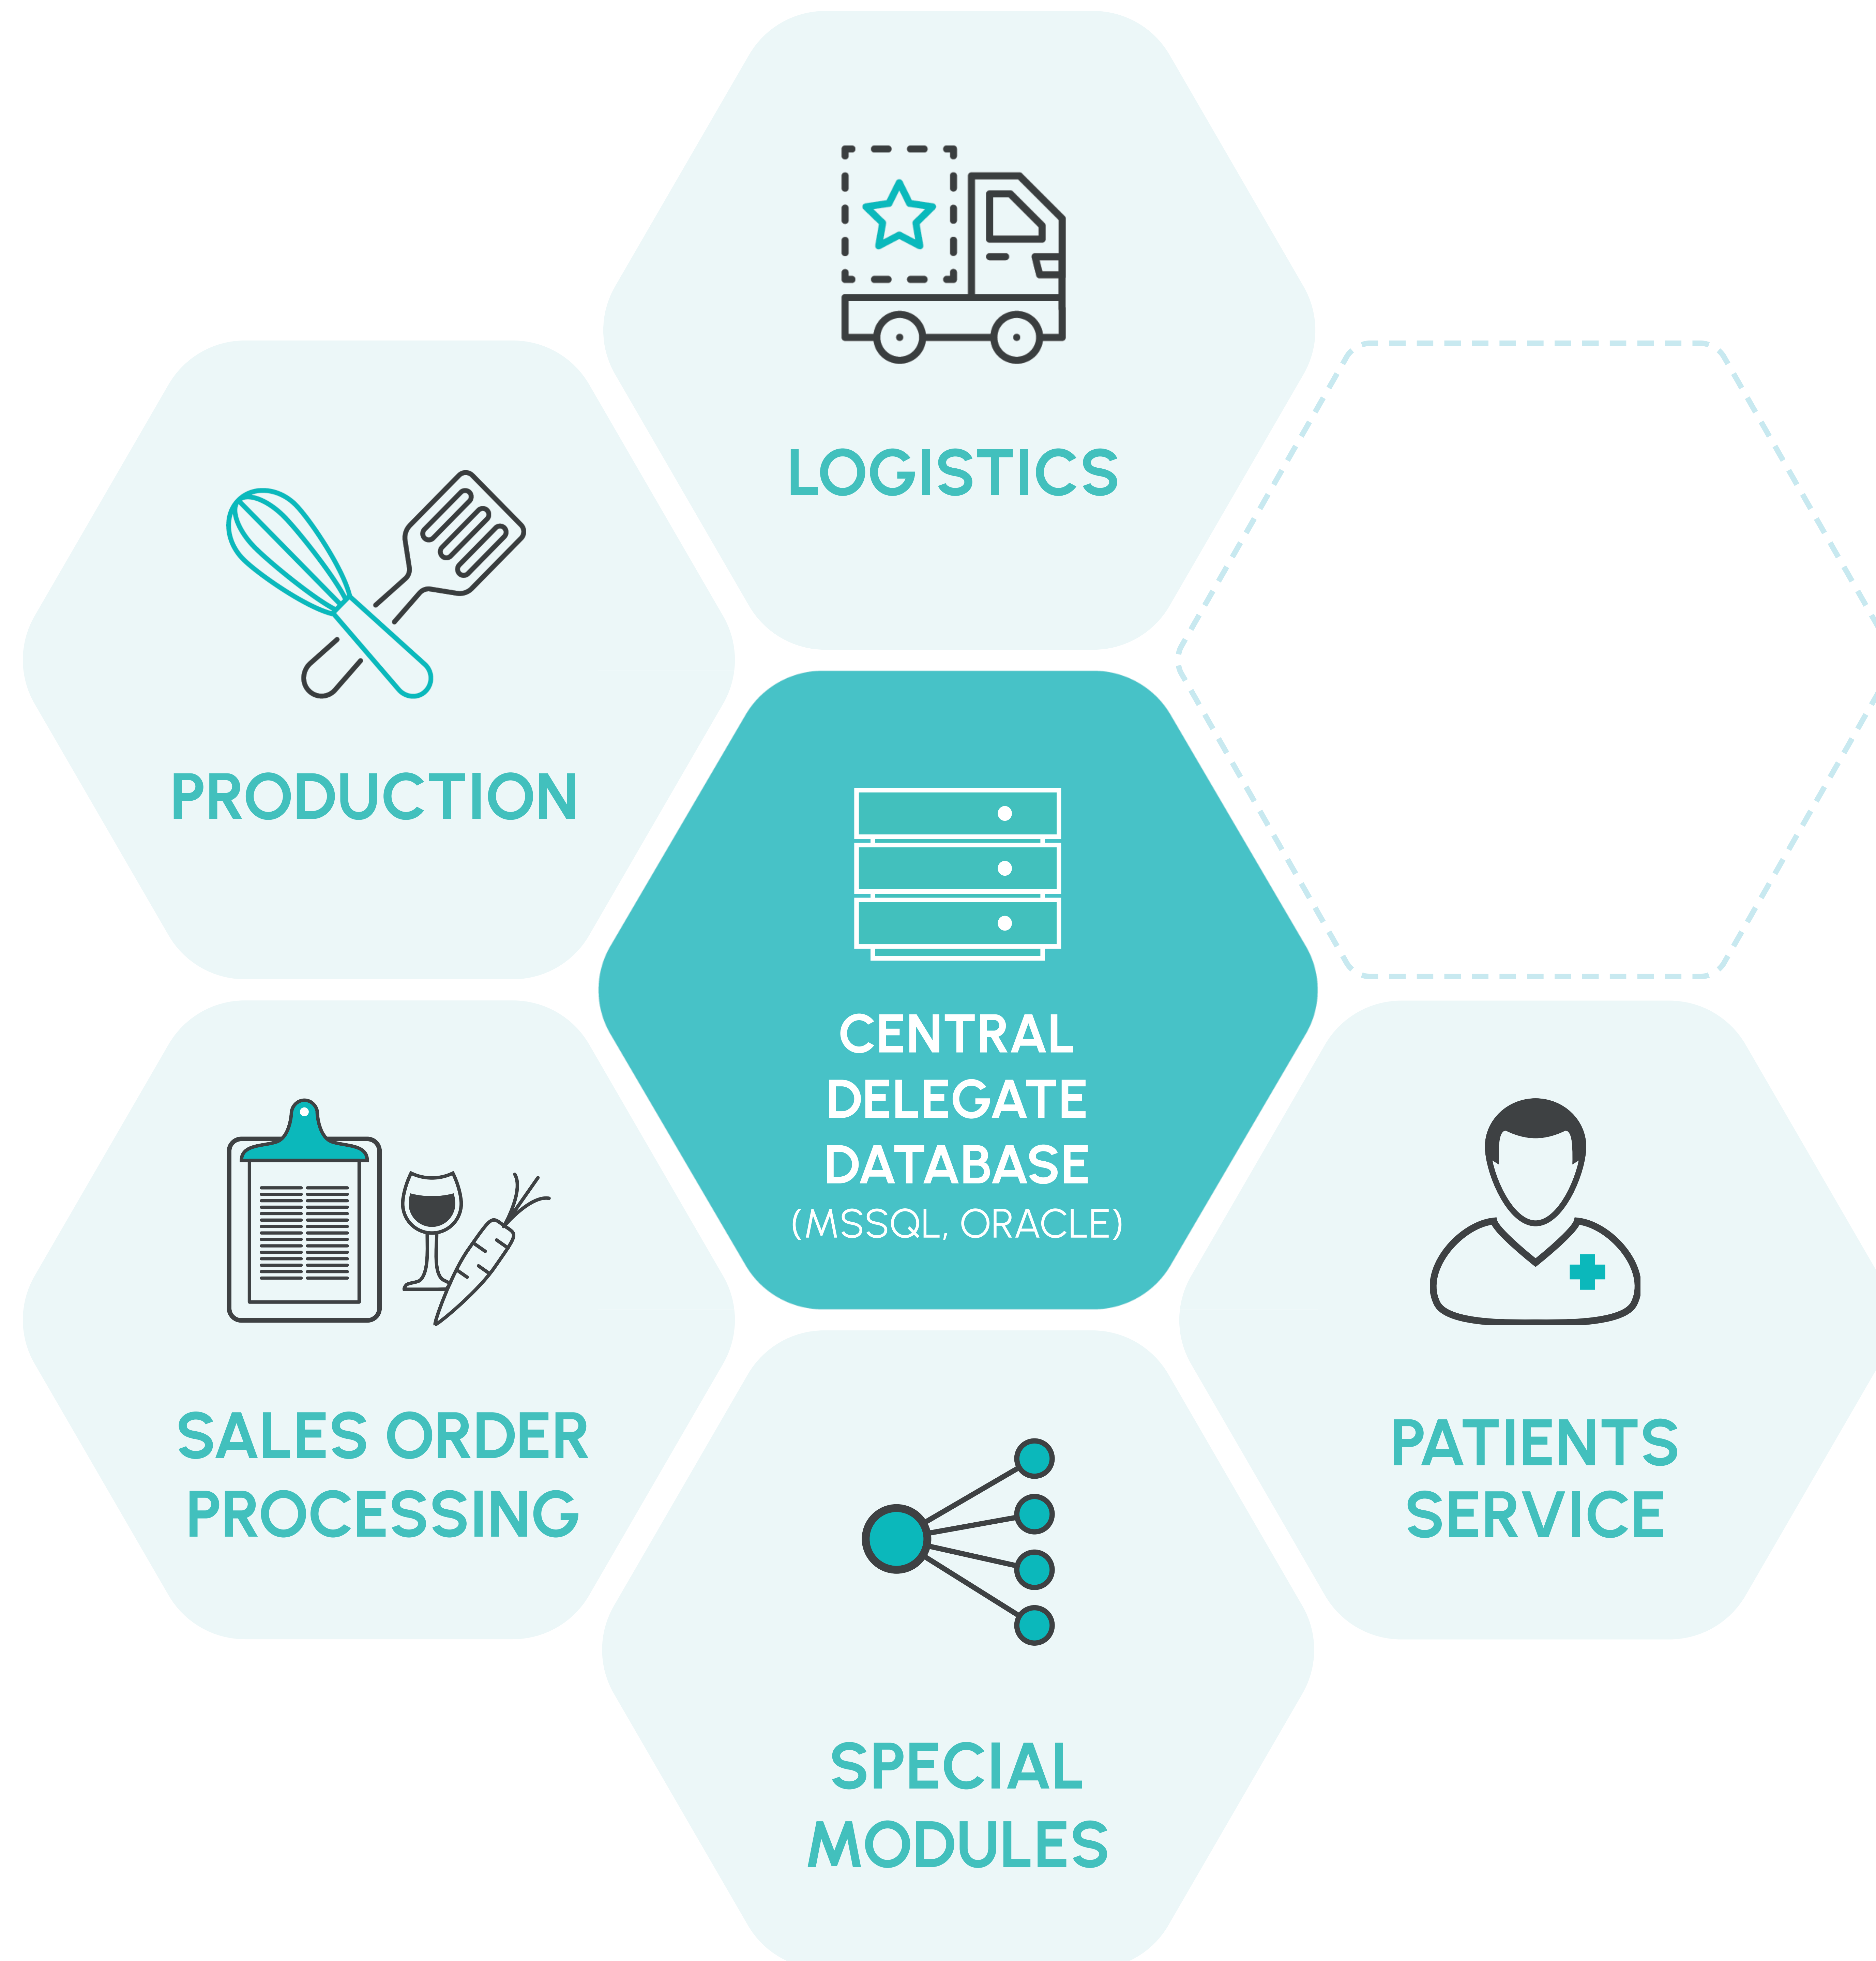 LOGISTICS
PRODUCTION
CENTRAL
DELEGATE
DATABASE
(MSSQL, ORACLE)
SALES ORDER
PROCESSING
PATIENTS
SERVICE
SPECIAL
MODULES